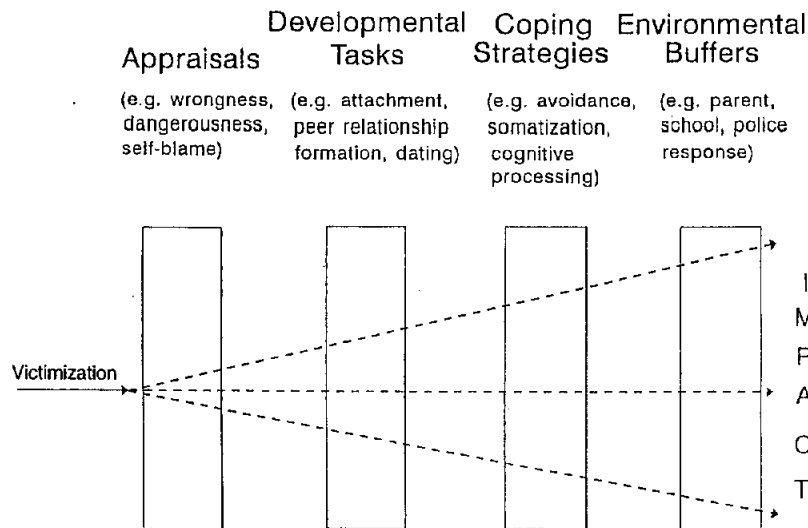 Appraisals
(e.g. wrongness,
dangerousness,
self-blame)
Developmental
Tasks
(e.g. attachment,
peer relationship
formation, dating)
Coping
Strategies
(e.g. avoidance,
somatization,
cognitive
processing)
Environmental
Buffers
(e.g. parent,
school, police
response)
Victimization
I
M
P
A
C
T